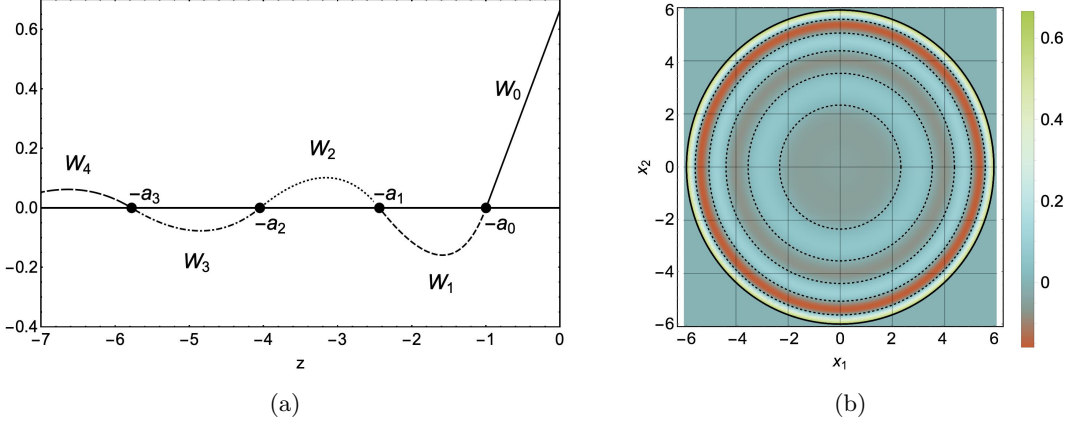 0.6
0.4
0.2
0.0
−0.2
−0.4
W₀
W₂
W₄
−a₃
−a₁
−a₂
−a₀
W₃
W₁
−7 −6 −5 −4 −3 −2 −1 0
z
(a)
6
4
2
0
−2
−4
−6
x₂
−6 −4 −2 0 2 4 6
x₁
0.6
0.4
0.2
0
(b)